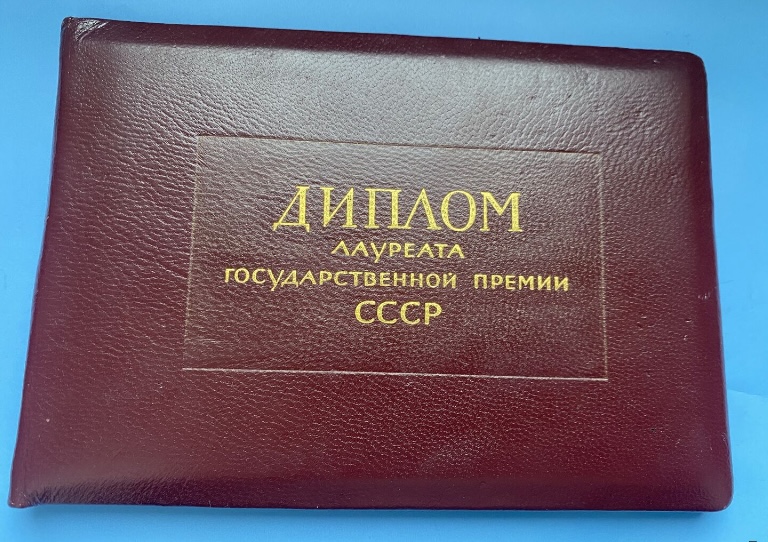 ДИПЛОМ
ЛАУРЕАТА
ГОСУДАРСТВЕННОЙ ПРЕМИИ
СССР